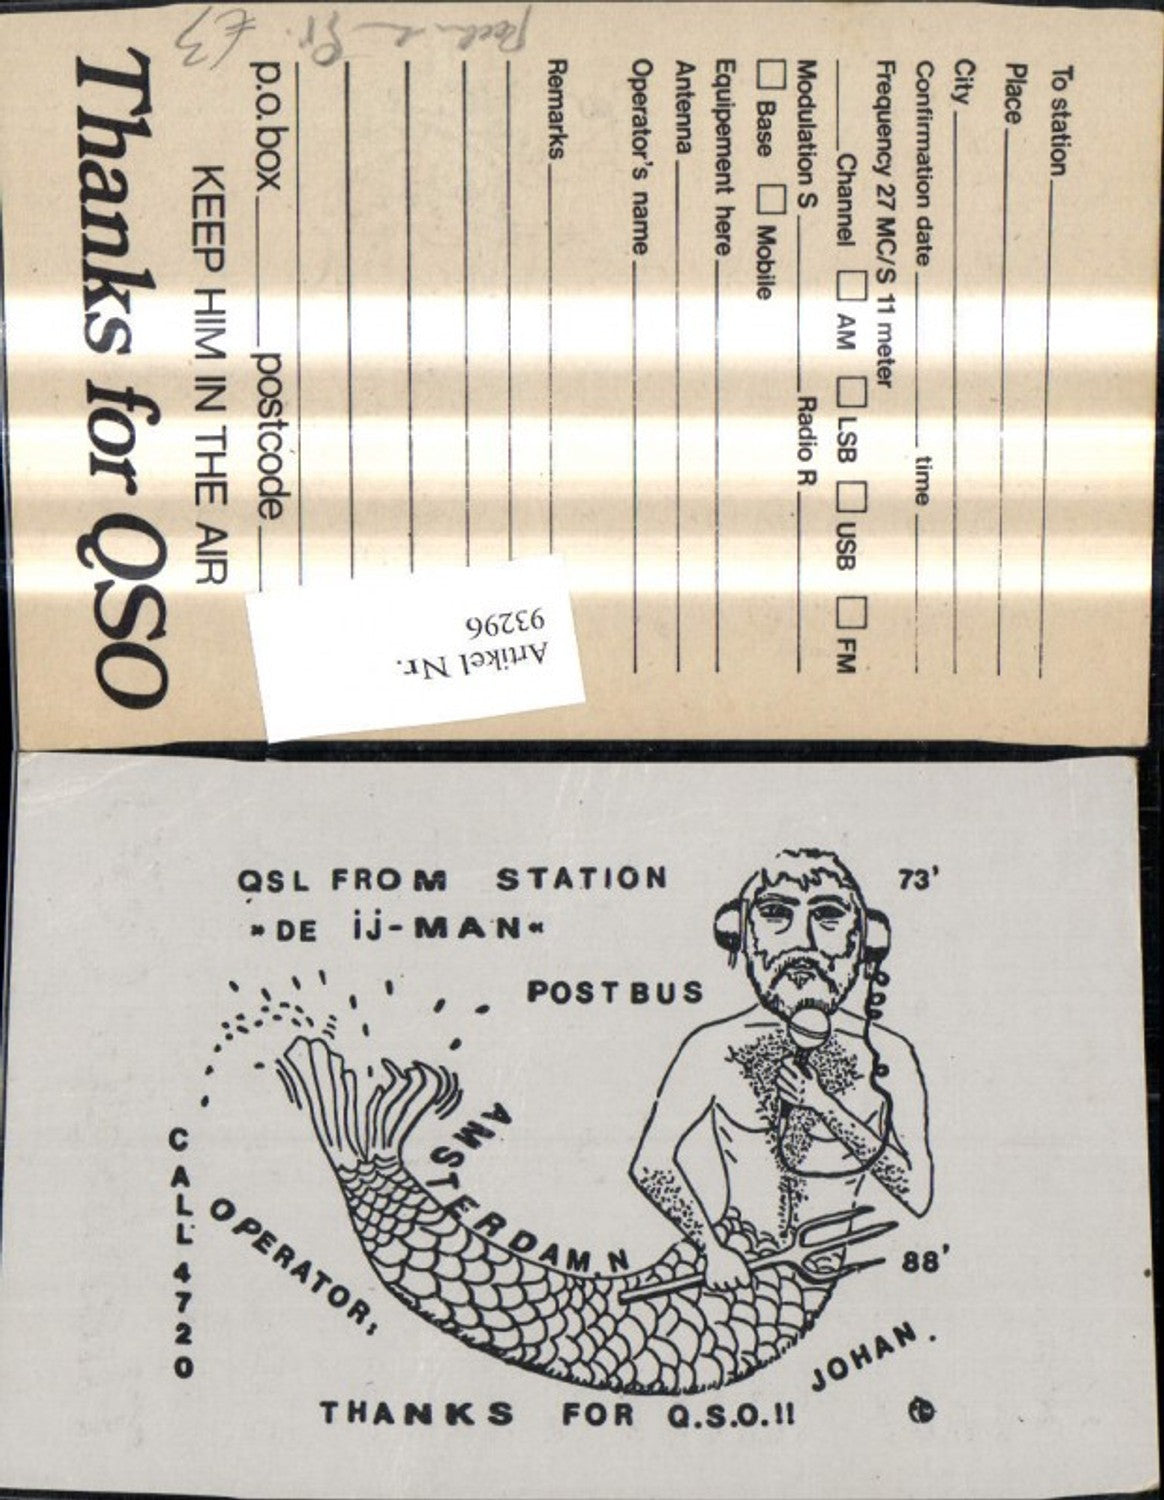 To station
Place
City
Confirmation date time
Frequency 27 MC/S 11 meter
Channel AM LSB USB FM
Modulation S Radio R
Base Mobile
Equipement here
Antenna
Operator's name
Remarks
p.o.box postcode
KEEP HIM IN THE AIR
Thanks for QSO
£3
Artikel Nr.
93296
QSL FROM STATION
"DE ij-MAN"
73'
POSTBUS
AMSTERDAM.N
CALL 4720
OPERATOR:
88'
JOHAN.
THANKS FOR Q.S.O.!!